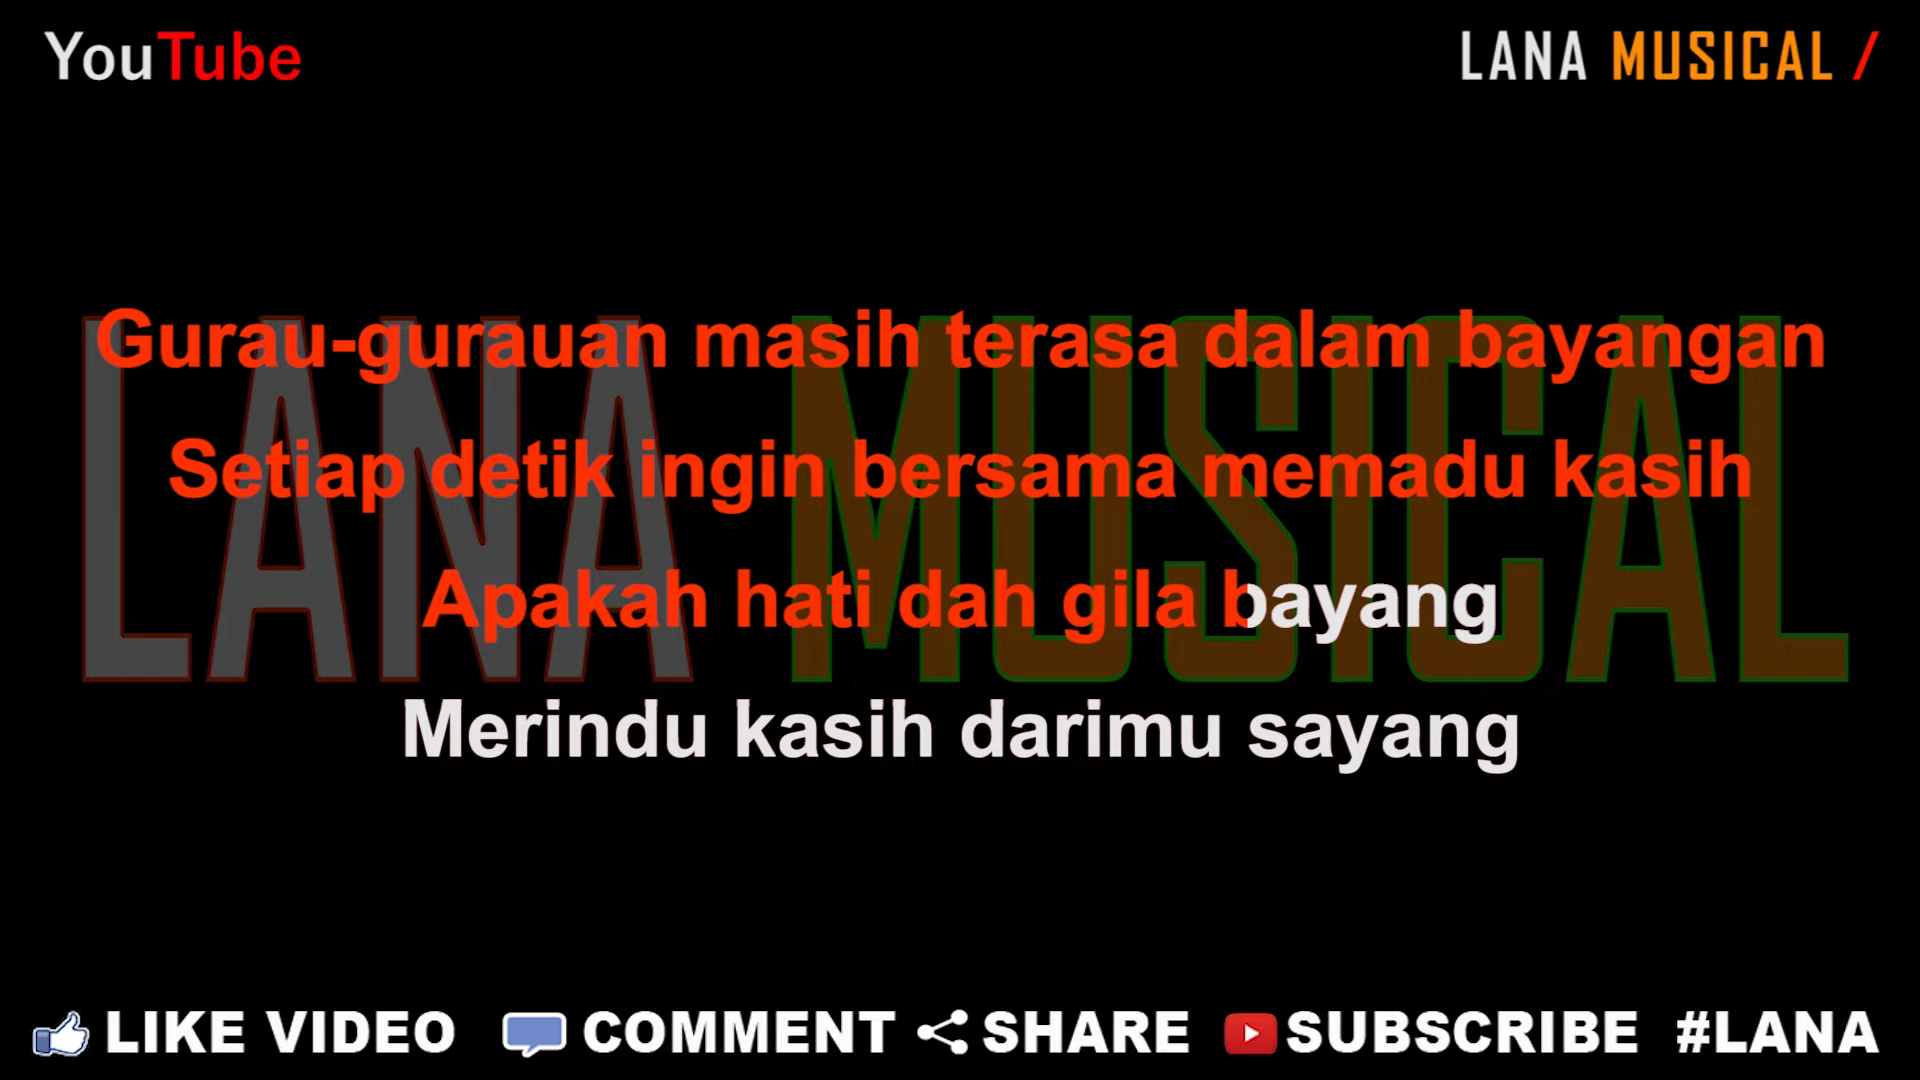 YouTube
LANA MUSICAL /
LANA MUSICAL
Gurau-gurauan masih terasa dalam bayangan
Setiap detik ingin bersama memadu kasih
Apakah hati dah gila bayang
Merindu kasih darimu sayang
LIKE VIDEO COMMENT SHARE SUBSCRIBE #LANA